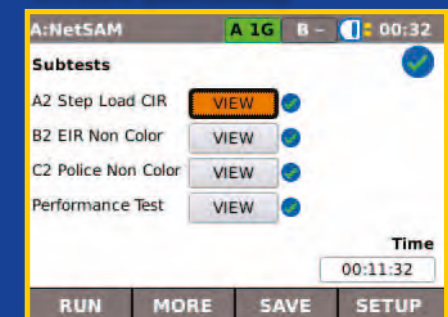 A:NetSAM A 1G B – 00:32
Subtests
A2 Step Load CIR VIEW
B2 EIR Non Color VIEW
C2 Police Non Color VIEW
Performance Test VIEW
Time
00:11:32
RUN MORE SAVE SETUP